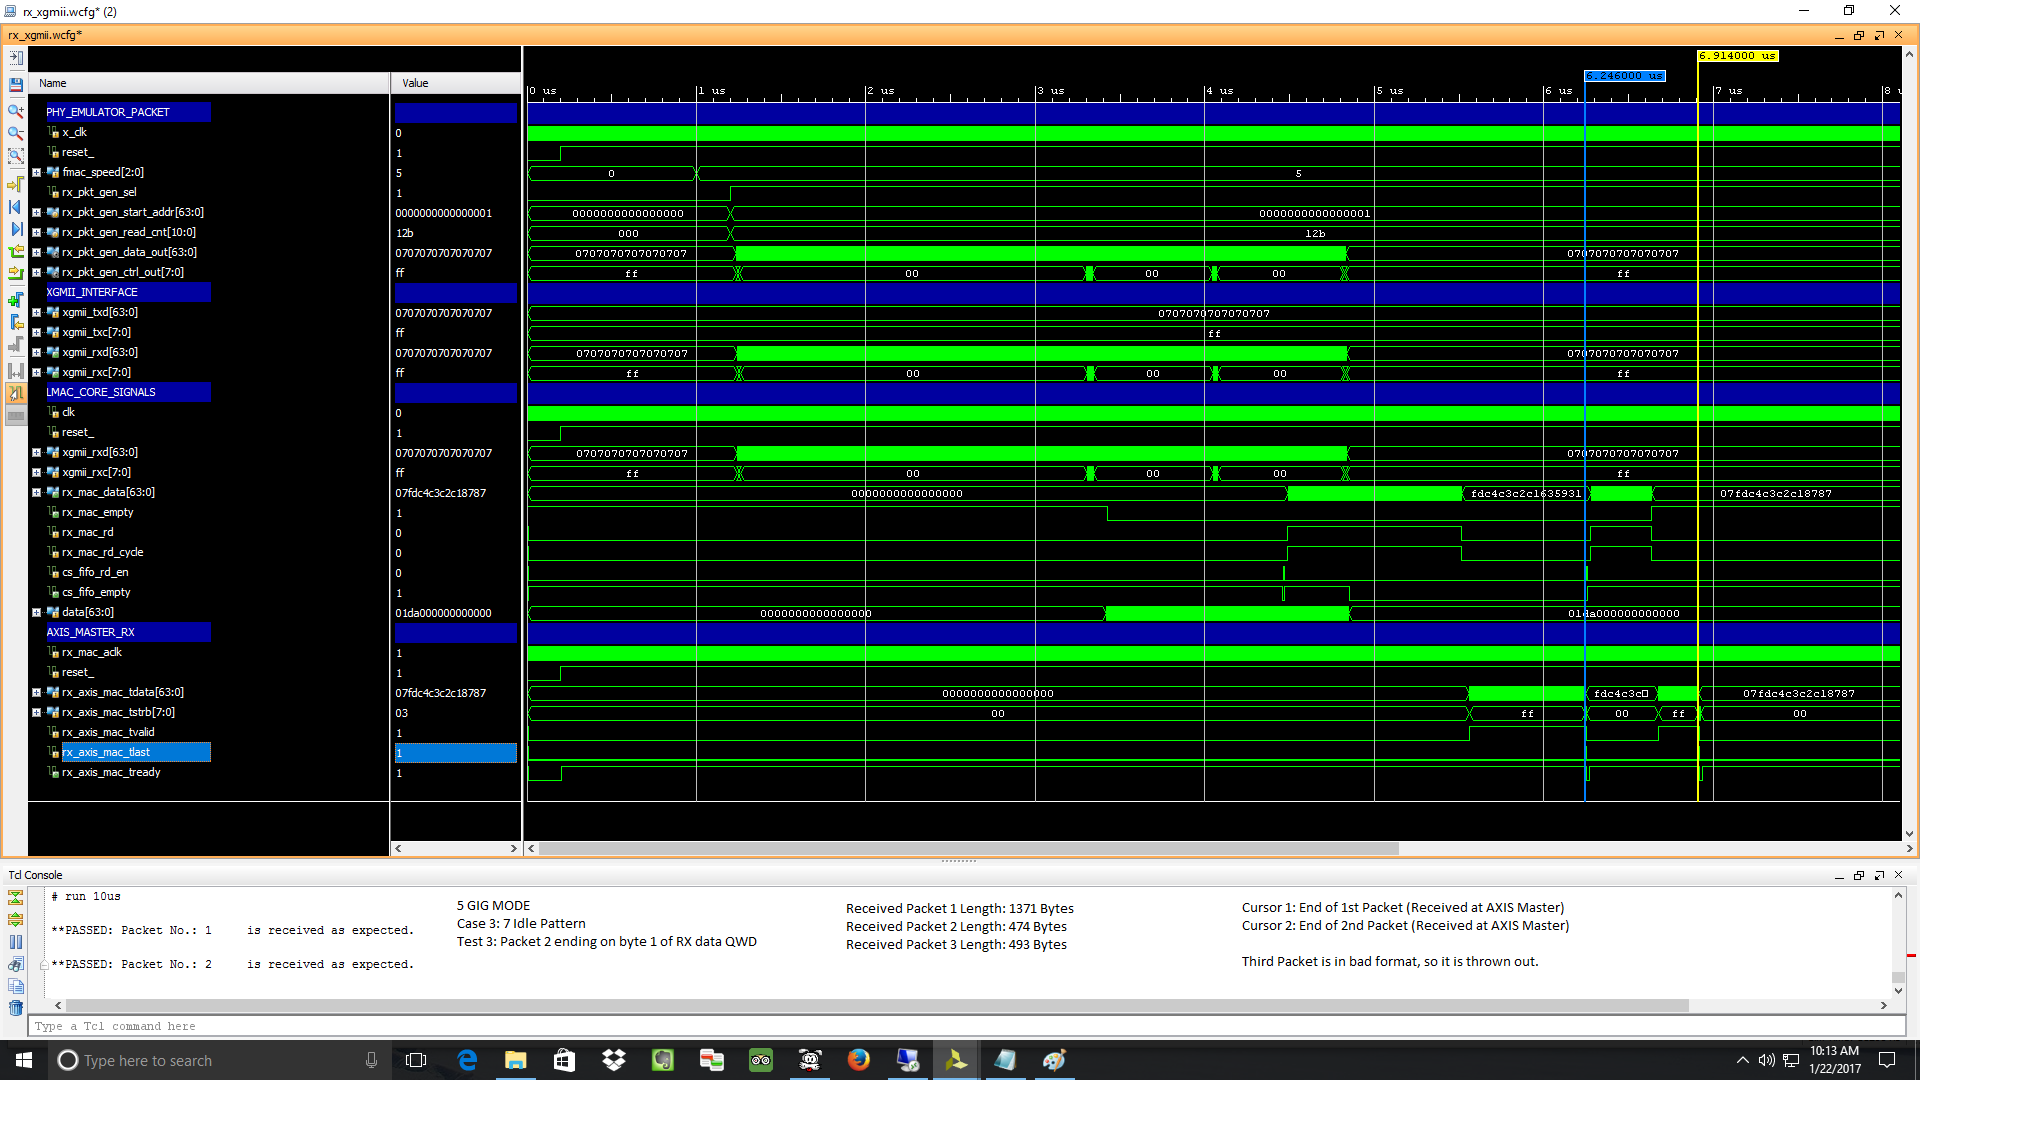 rx_xgmii.wcfg* (2)
rx_xgmii.wcfg*
6.914000 us
6.246000 us
Name Value
0 us 1 us 2 us 3 us 4 us 5 us 6 us 7 us 8 u
PHY_EMULATOR_PACKET
x_clk 0
reset_ 1
fmac_speed[2:0] 5 0 5
rx_pkt_gen_sel 1
rx_pkt_gen_start_addr[63:0] 0000000000000001 0000000000000000 0000000000000001
rx_pkt_gen_read_cnt[10:0] 12b 000 12b
rx_pkt_gen_data_out[63:0] 0707070707070707 0707070707070707 0707070707070707
rx_pkt_gen_ctrl_out[7:0] ff ff 00 00 00 ff
XGMII_INTERFACE
xgmii_txd[63:0] 0707070707070707 0707070707070707
xgmii_txc[7:0] ff ff
xgmii_rxd[63:0] 0707070707070707 0707070707070707 0707070707070707
xgmii_rxc[7:0] ff ff 00 00 00 ff
LMAC_CORE_SIGNALS
clk 0
reset_ 1
xgmii_rxd[63:0] 0707070707070707 0707070707070707 0707070707070707
xgmii_rxc[7:0] ff ff 00 00 00 ff
rx_mac_data[63:0] 07fdc4c3c2c18787 0000000000000000 fdc4c3c2c1635931 07fdc4c3c2c18787
rx_mac_empty 1
rx_mac_rd 0
rx_mac_rd_cycle 0
cs_fifo_rd_en 0
cs_fifo_empty 1
data[63:0] 01da000000000000 0000000000000000 01da000000000000
AXIS_MASTER_RX
rx_mac_aclk 1
reset_ 1
rx_axis_mac_tdata[63:0] 07fdc4c3c2c18787 0000000000000000 fdc4c3c 07fdc4c3c2c18787
rx_axis_mac_tstrb[7:0] 03 00 ff 00 ff 00
rx_axis_mac_tvalid 1
rx_axis_mac_tlast 1
rx_axis_mac_tready 1
Tcl Console
# run 10us
**PASSED: Packet No.: 1 is received as expected.
**PASSED: Packet No.: 2 is received as expected.
5 GIG MODE
Case 3: 7 Idle Pattern
Test 3: Packet 2 ending on byte 1 of RX data QWD
Received Packet 1 Length: 1371 Bytes
Received Packet 2 Length: 474 Bytes
Received Packet 3 Length: 493 Bytes
Cursor 1: End of 1st Packet (Received at AXIS Master)
Cursor 2: End of 2nd Packet (Received at AXIS Master)
Third Packet is in bad format, so it is thrown out.
Type a Tcl command here
Type here to search
10:13 AM
1/22/2017